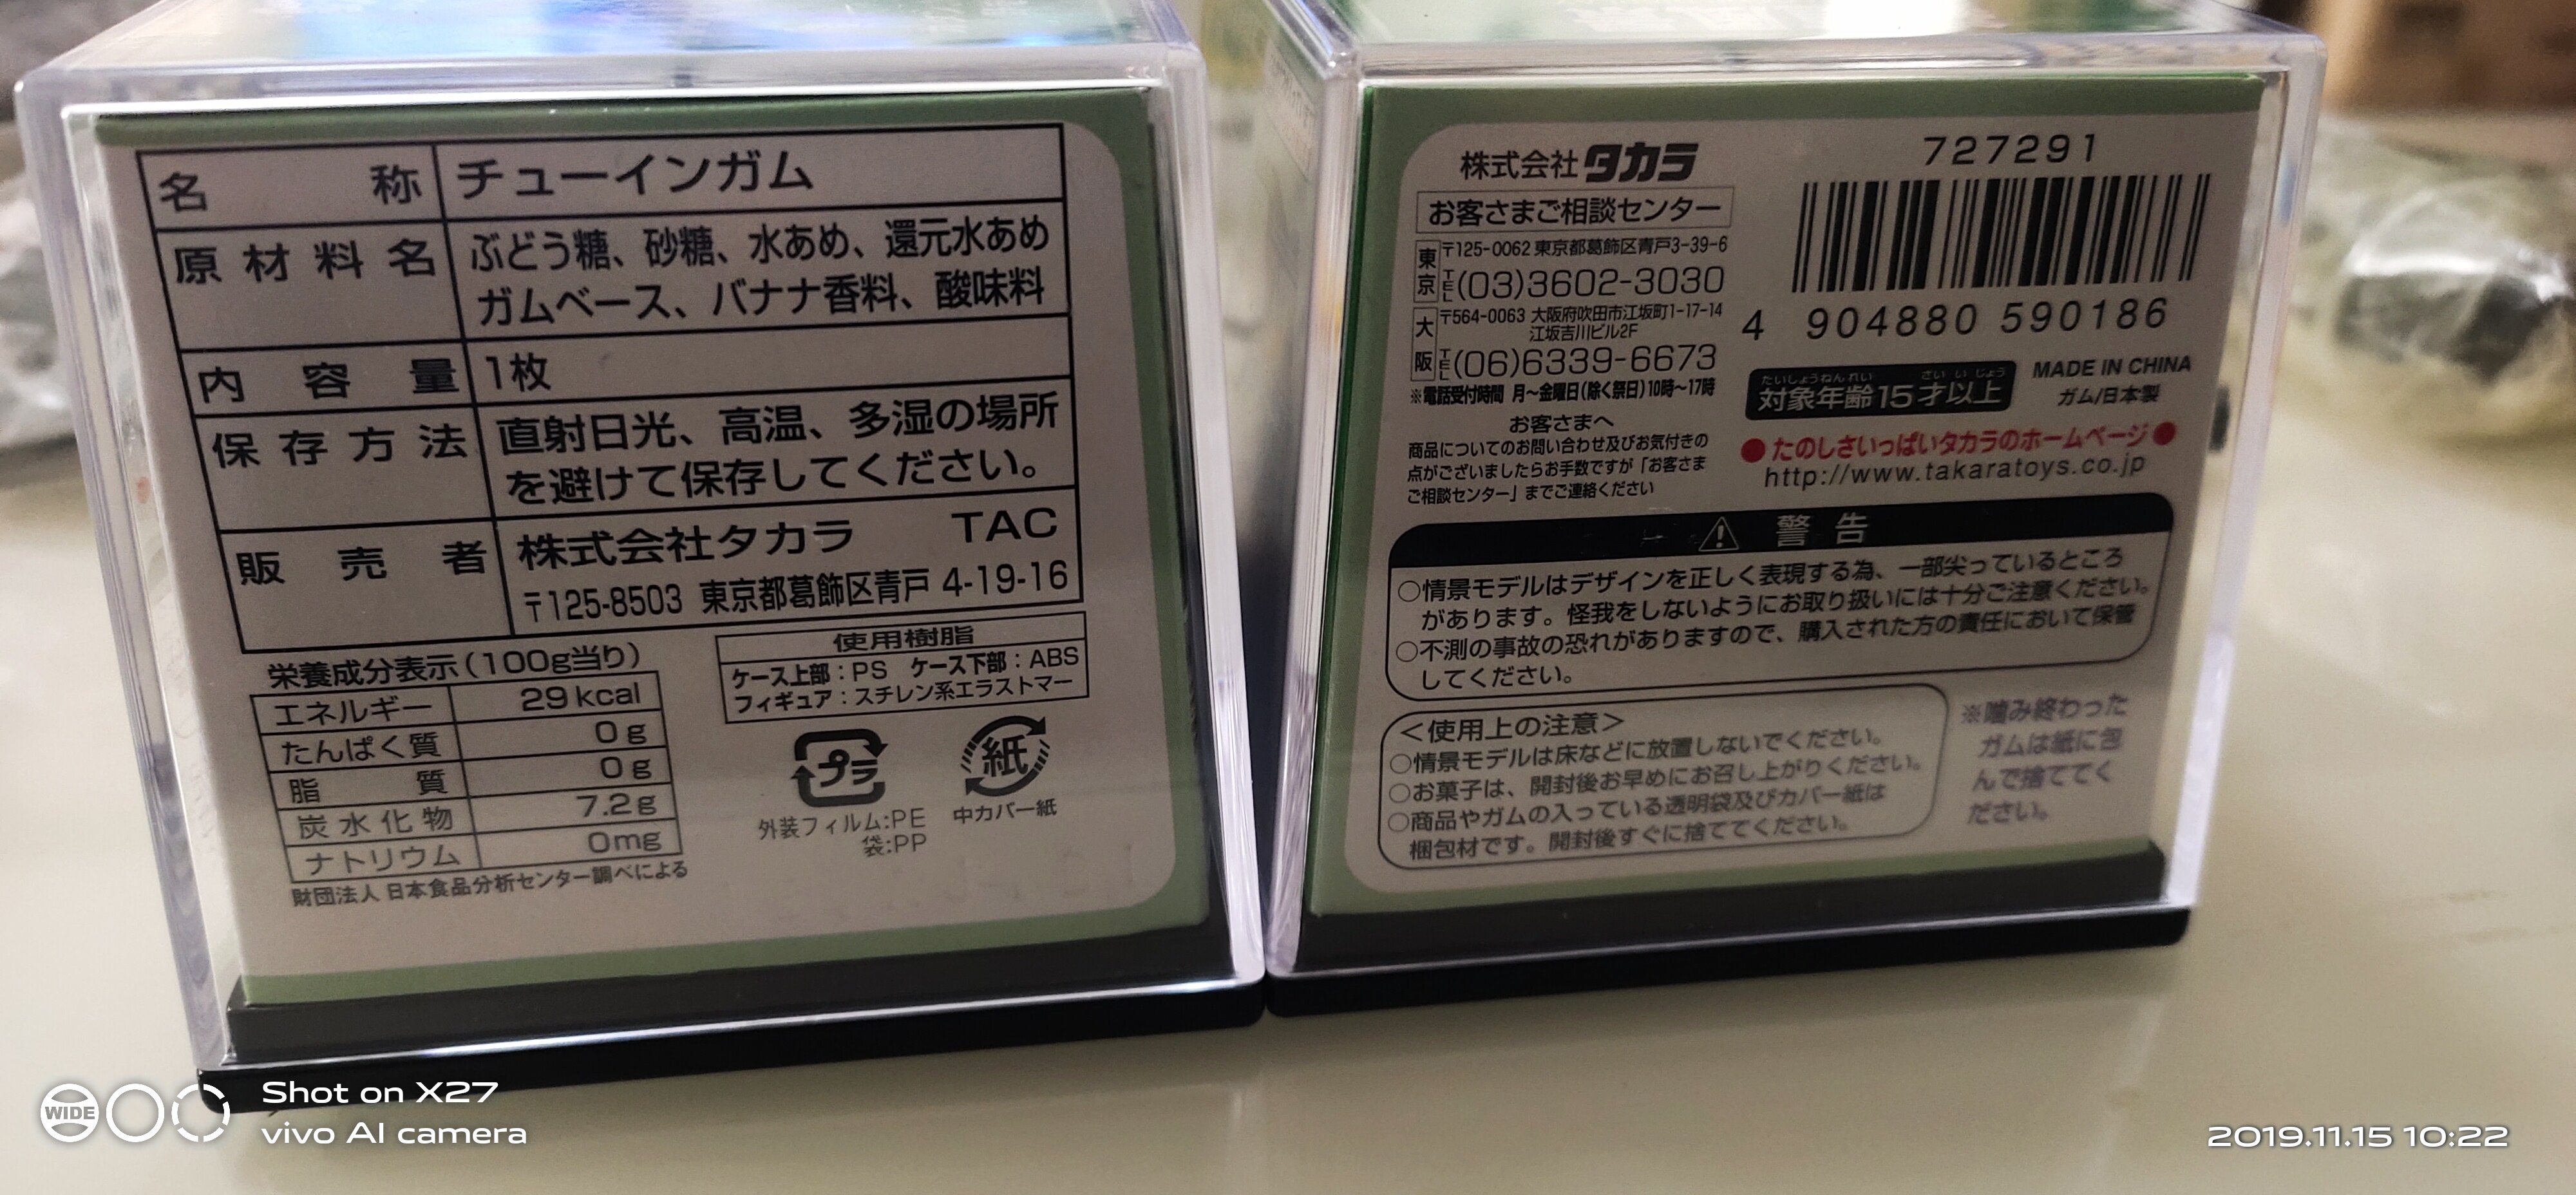 名称 チューインガム
原材料名 ぶどう糖、砂糖、水あめ、還元水あめ
ガムベース、バナナ香料、酸味料
内容量 1枚
保存方法 直射日光、高温、多湿の場所
を避けて保存してください。
販売者 株式会社タカラ TAC
〒125-8503 東京都葛飾区青戸 4-19-16
栄養成分表示(100g当り)
エネルギー 29kcal
たんぱく質 0g
脂質 0g
炭水化物 7.2g
ナトリウム 0mg
財団法人 日本食品分析センター調べによる
使用樹脂
ケース上部:PS ケース下部:ABS
フィギュア:スチレン系エラストマー
プラ
外装フィルム:PE
袋:PP
紙
中カバー紙
株式会社タカラ
お客さまご相談センター
東京 〒125-0062 東京都葛飾区青戸3-39-6
TEL(03)3602-3030
大阪 〒564-0063 大阪府吹田市江坂町1-17-14
江坂吉川ビル2F
TEL(06)6339-6673
※電話受付時間 月〜金曜日(除く祭日)10時〜17時
お客さまへ
商品についてのお問い合わせ及びお気付きの
点がございましたらお手数ですが「お客さま
ご相談センター」までご連絡ください
727291
4 904880 590186
たいしょうねんれい さい いじょう
対象年齢15才以上
MADE IN CHINA
ガム/日本製
●たのしさいっぱいタカラのホームページ●
http://www.takaratoys.co.jp
警告
○情景モデルはデザインを正しく表現する為、一部尖っているところ
があります。怪我をしないようにお取り扱いには十分ご注意ください。
○不測の事故の恐れがありますので、購入された方の責任において保管
してください。
<使用上の注意>
○情景モデルは床などに放置しないでください。
○お菓子は、開封後お早めにお召し上がりください。
○商品やガムの入っている透明袋及びカバー紙は
梱包材です。開封後すぐに捨ててください。
※噛み終わった
ガムは紙に包
んで捨ててく
ださい。
WIDE
Shot on X27
vivo AI camera
2019.11.15 10:22